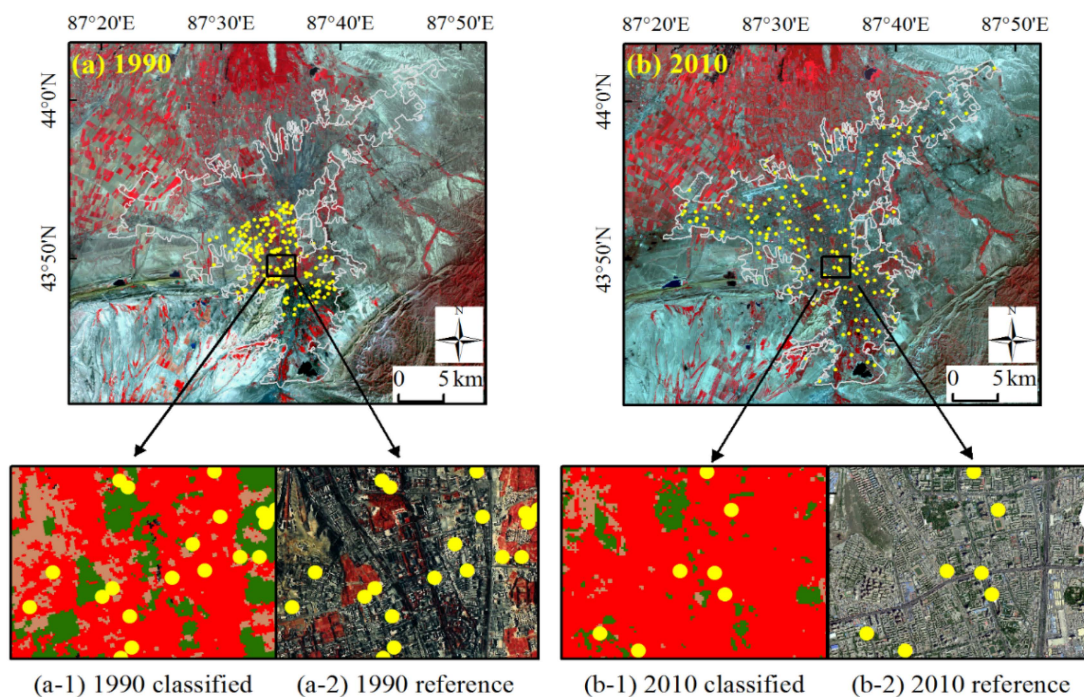 87°20'E 87°30'E 87°40'E 87°50'E
87°20'E 87°30'E 87°40'E 87°50'E
(a) 1990
(b) 2010
44°0'N
43°50'N
44°0'N
43°50'N
N
0 5 km
N
0 5 km
(a-1) 1990 classified
(a-2) 1990 reference
(b-1) 2010 classified
(b-2) 2010 reference